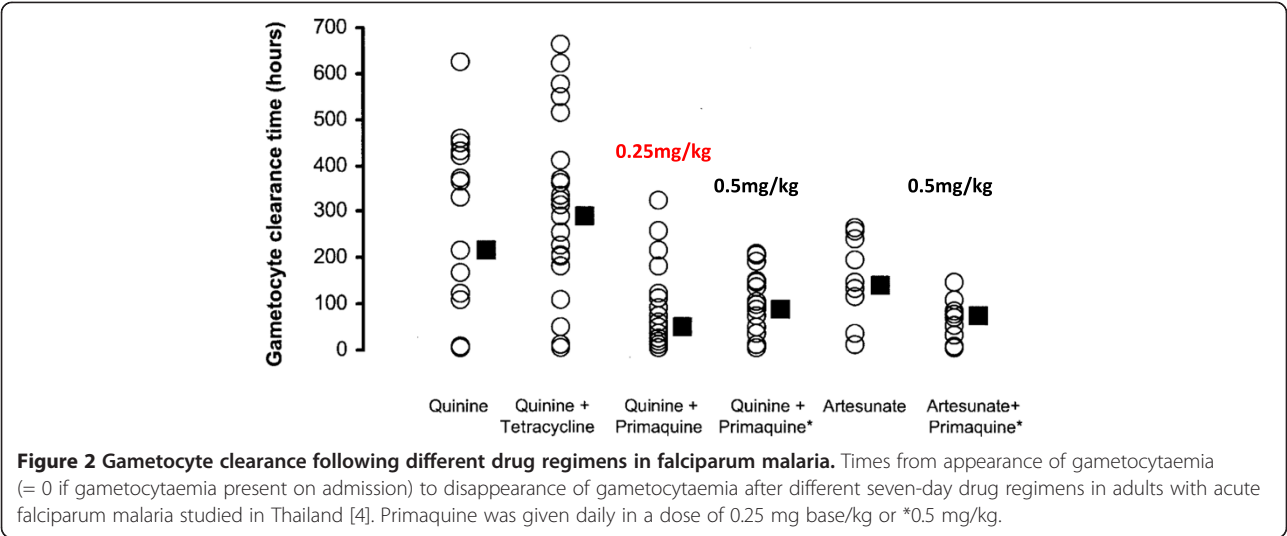 Gametocyte clearance time (hours)
700
600
500
400
300
200
100
0
0.25mg/kg
0.5mg/kg
0.5mg/kg
Quinine
Quinine +
Tetracycline
Quinine +
Primaquine
Quinine +
Primaquine*
Artesunate
Artesunate+
Primaquine*
Figure 2 Gametocyte clearance following different drug regimens in falciparum malaria. Times from appearance of gametocytaemia
(= 0 if gametocytaemia present on admission) to disappearance of gametocytaemia after different seven-day drug regimens in adults with acute
falciparum malaria studied in Thailand [4]. Primaquine was given daily in a dose of 0.25 mg base/kg or *0.5 mg/kg.